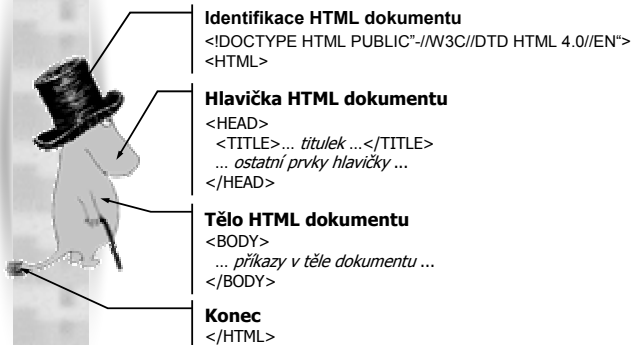 Identifikace HTML dokumentu
<!DOCTYPE HTML PUBLIC"-//W3C//DTD HTML 4.0//EN“>
<HTML>
Hlavička HTML dokumentu
<HEAD>
<TITLE>... titulek ...</TITLE>
... ostatní prvky hlavičky ...
</HEAD>
Tělo HTML dokumentu
<BODY>
... příkazy v těle dokumentu ...
</BODY>
Konec
</HTML>